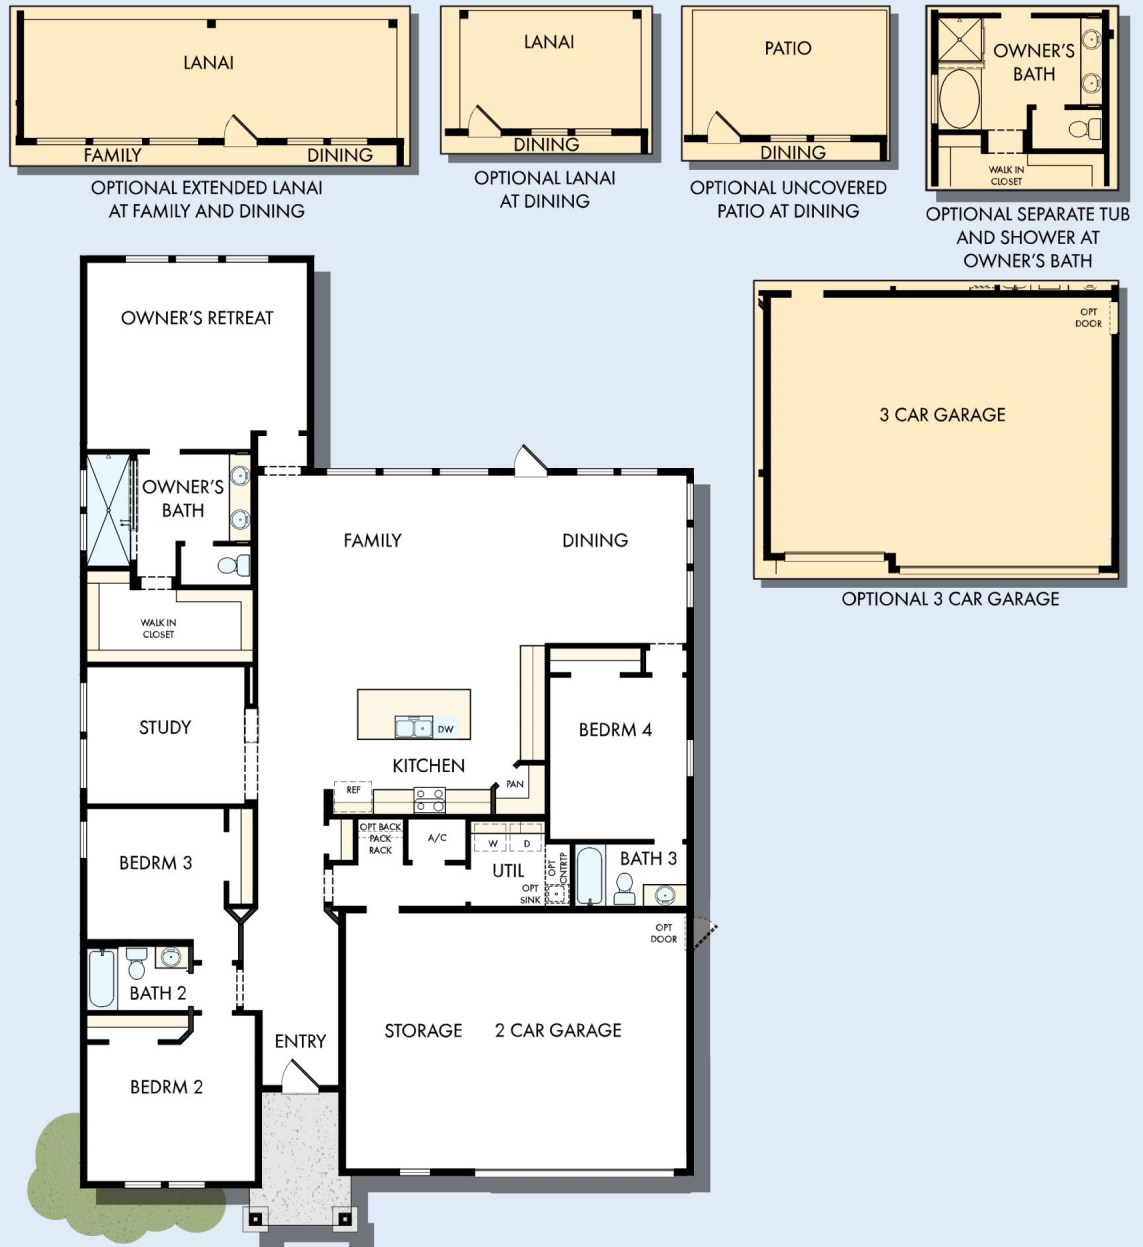 LANAI
FAMILY
DINING
OPTIONAL EXTENDED LANAI
AT FAMILY AND DINING
LANAI
DINING
OPTIONAL LANAI
AT DINING
PATIO
DINING
OPTIONAL UNCOVERED
PATIO AT DINING
OWNER'S
BATH
WALK IN
CLOSET
OPTIONAL SEPARATE TUB
AND SHOWER AT
OWNER'S BATH
OPT
DOOR
3 CAR GARAGE
OPTIONAL 3 CAR GARAGE
OWNER'S RETREAT
OWNER'S
BATH
FAMILY
DINING
WALK IN
CLOSET
STUDY
DW
KITCHEN
REF
PAN
BEDRM 4
OPT BACK
PACK
RACK
A/C
W
D
UTIL
OPT
SINK
OPT
CNTRTP
BATH 3
BEDRM 3
OPT
DOOR
BATH 2
STORAGE
2 CAR GARAGE
ENTRY
BEDRM 2